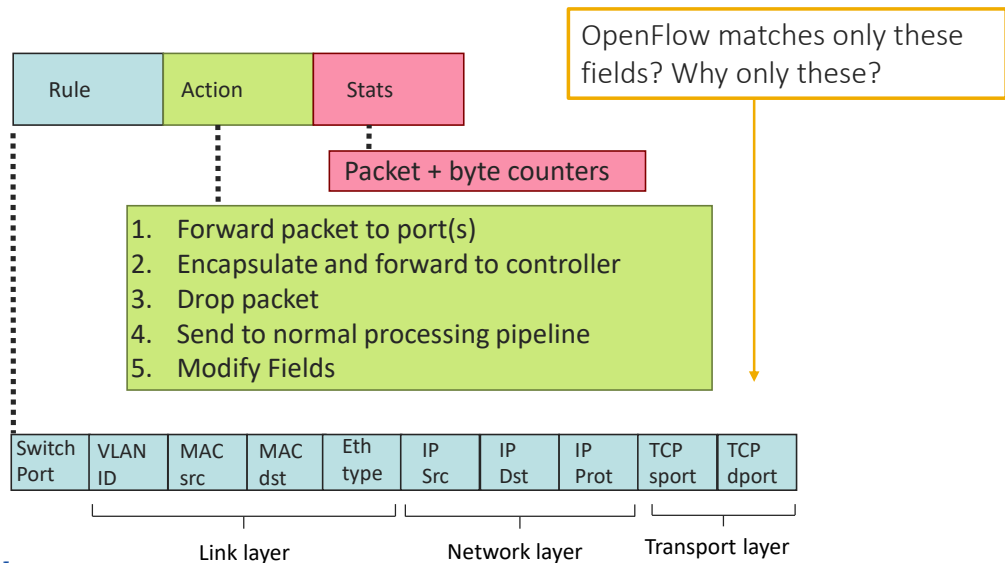 OpenFlow matches only these
fields? Why only these?
Rule
Action
Stats
Packet + byte counters
1. Forward packet to port(s)
2. Encapsulate and forward to controller
3. Drop packet
4. Send to normal processing pipeline
5. Modify Fields
Switch
Port
VLAN
ID
MAC
src
MAC
dst
Eth
type
IP
Src
IP
Dst
IP
Prot
TCP
sport
TCP
dport
Link layer
Network layer
Transport layer